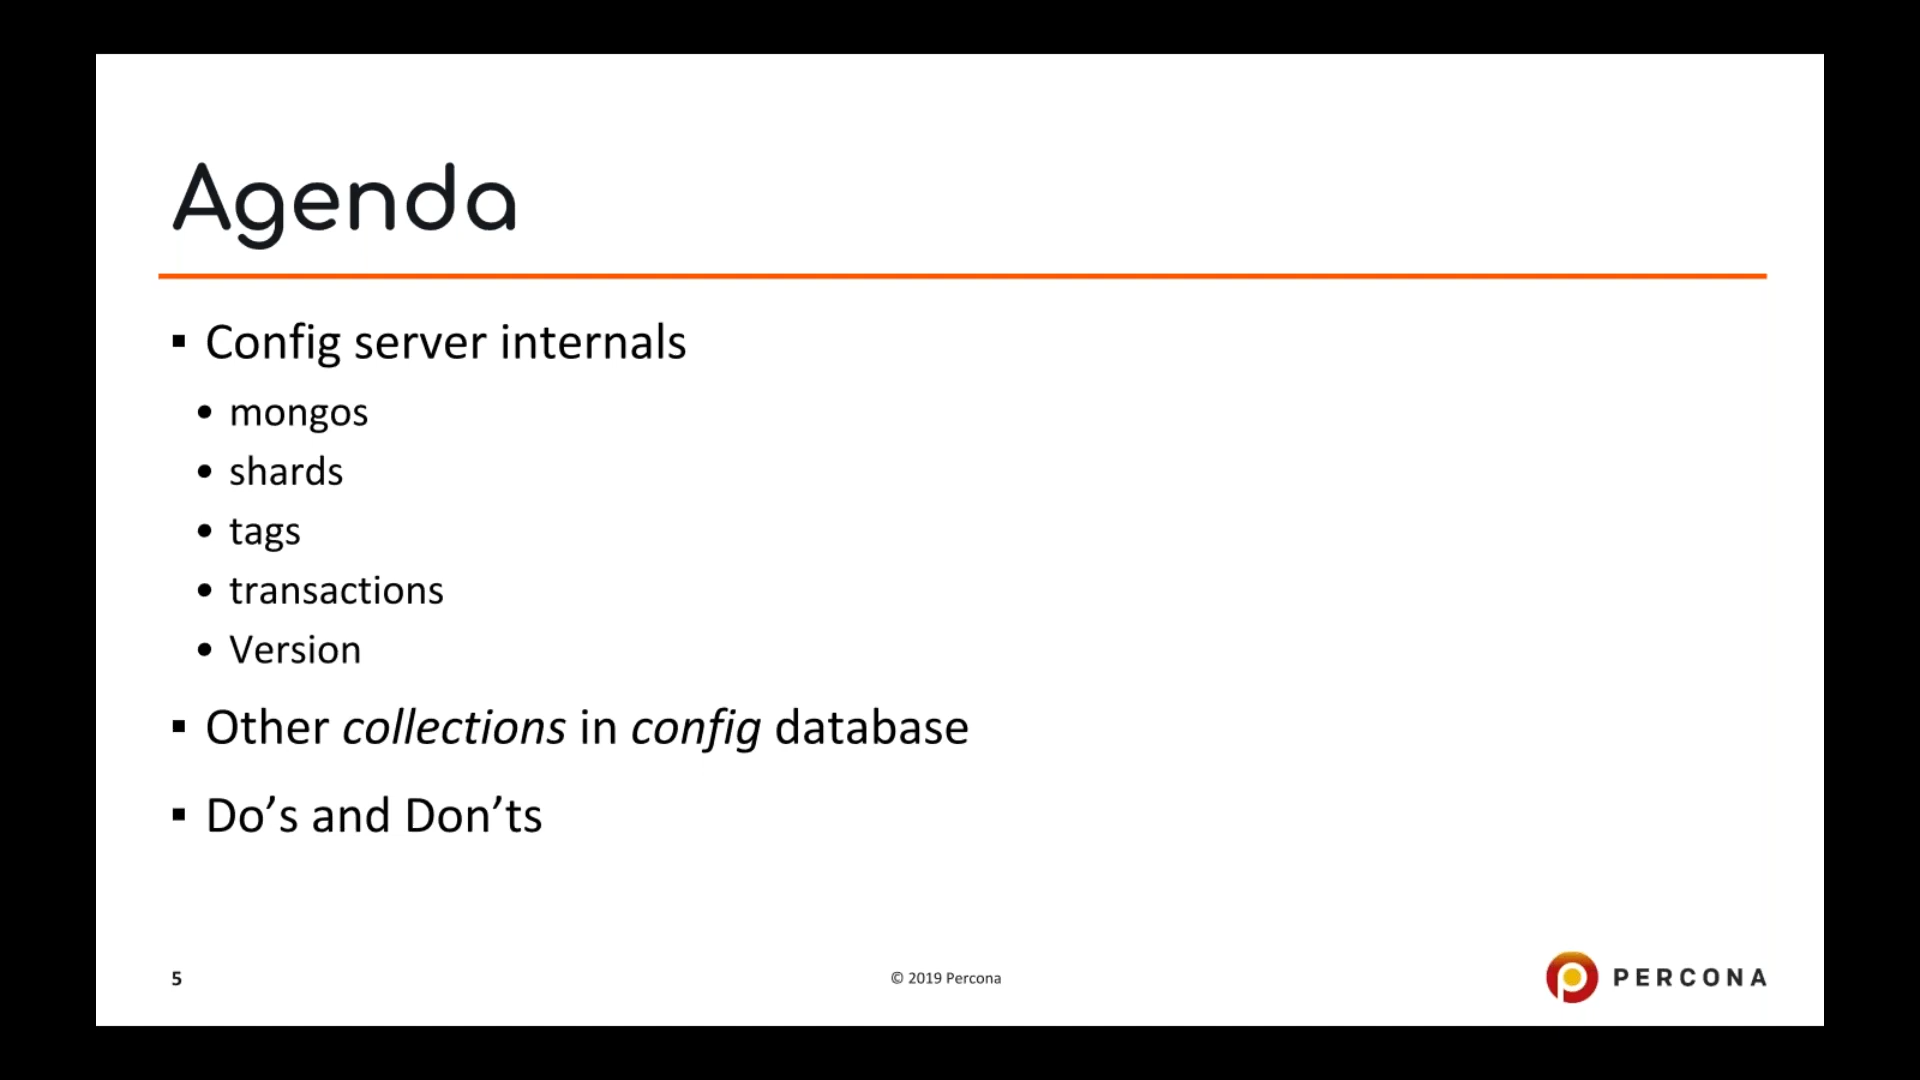 Agenda
▪ Config server internals
• mongos
• shards
• tags
• transactions
• Version
▪ Other collections in config database
▪ Do’s and Don’ts
5
© 2019 Percona
PERCONA